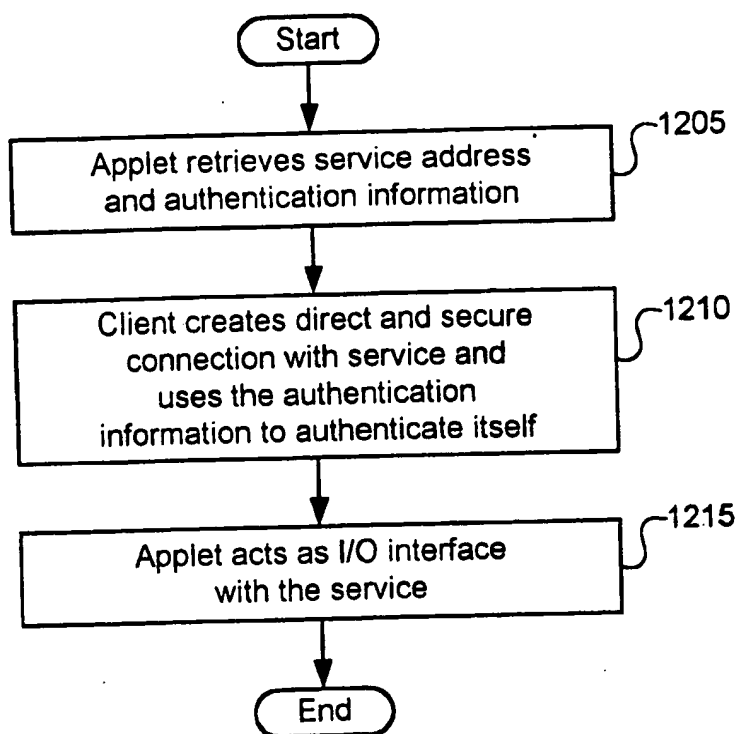 Start
1205
Applet retrieves service address
and authentication information
1210
Client creates direct and secure
connection with service and
uses the authentication
information to authenticate itself
1215
Applet acts as I/O interface
with the service
End